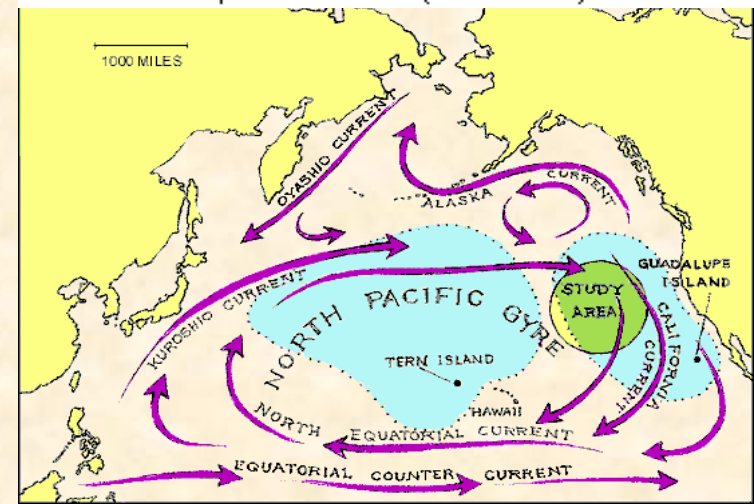 1000 MILES
OYASHIO CURRENT
ALASKA
CURRENT
KUROSHIO CURRENT
NORTH PACIFIC GYRE
STUDY
AREA
GUADALUPE
ISILAND
CALIFORNIA
CURRENT
TERN ISLAND
HAWAII
NORTH EQUATORIAL CURRENT
EQUATORIAL COUNTER CURRENT